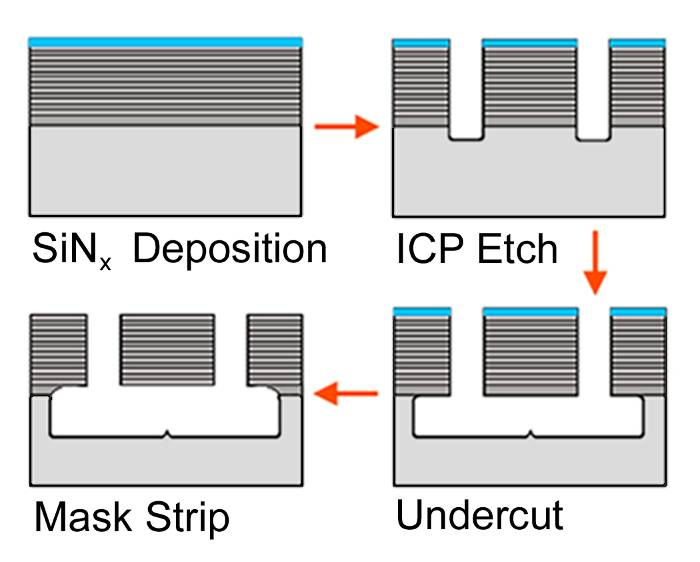 SiNx Deposition
ICP Etch
Mask Strip
Undercut